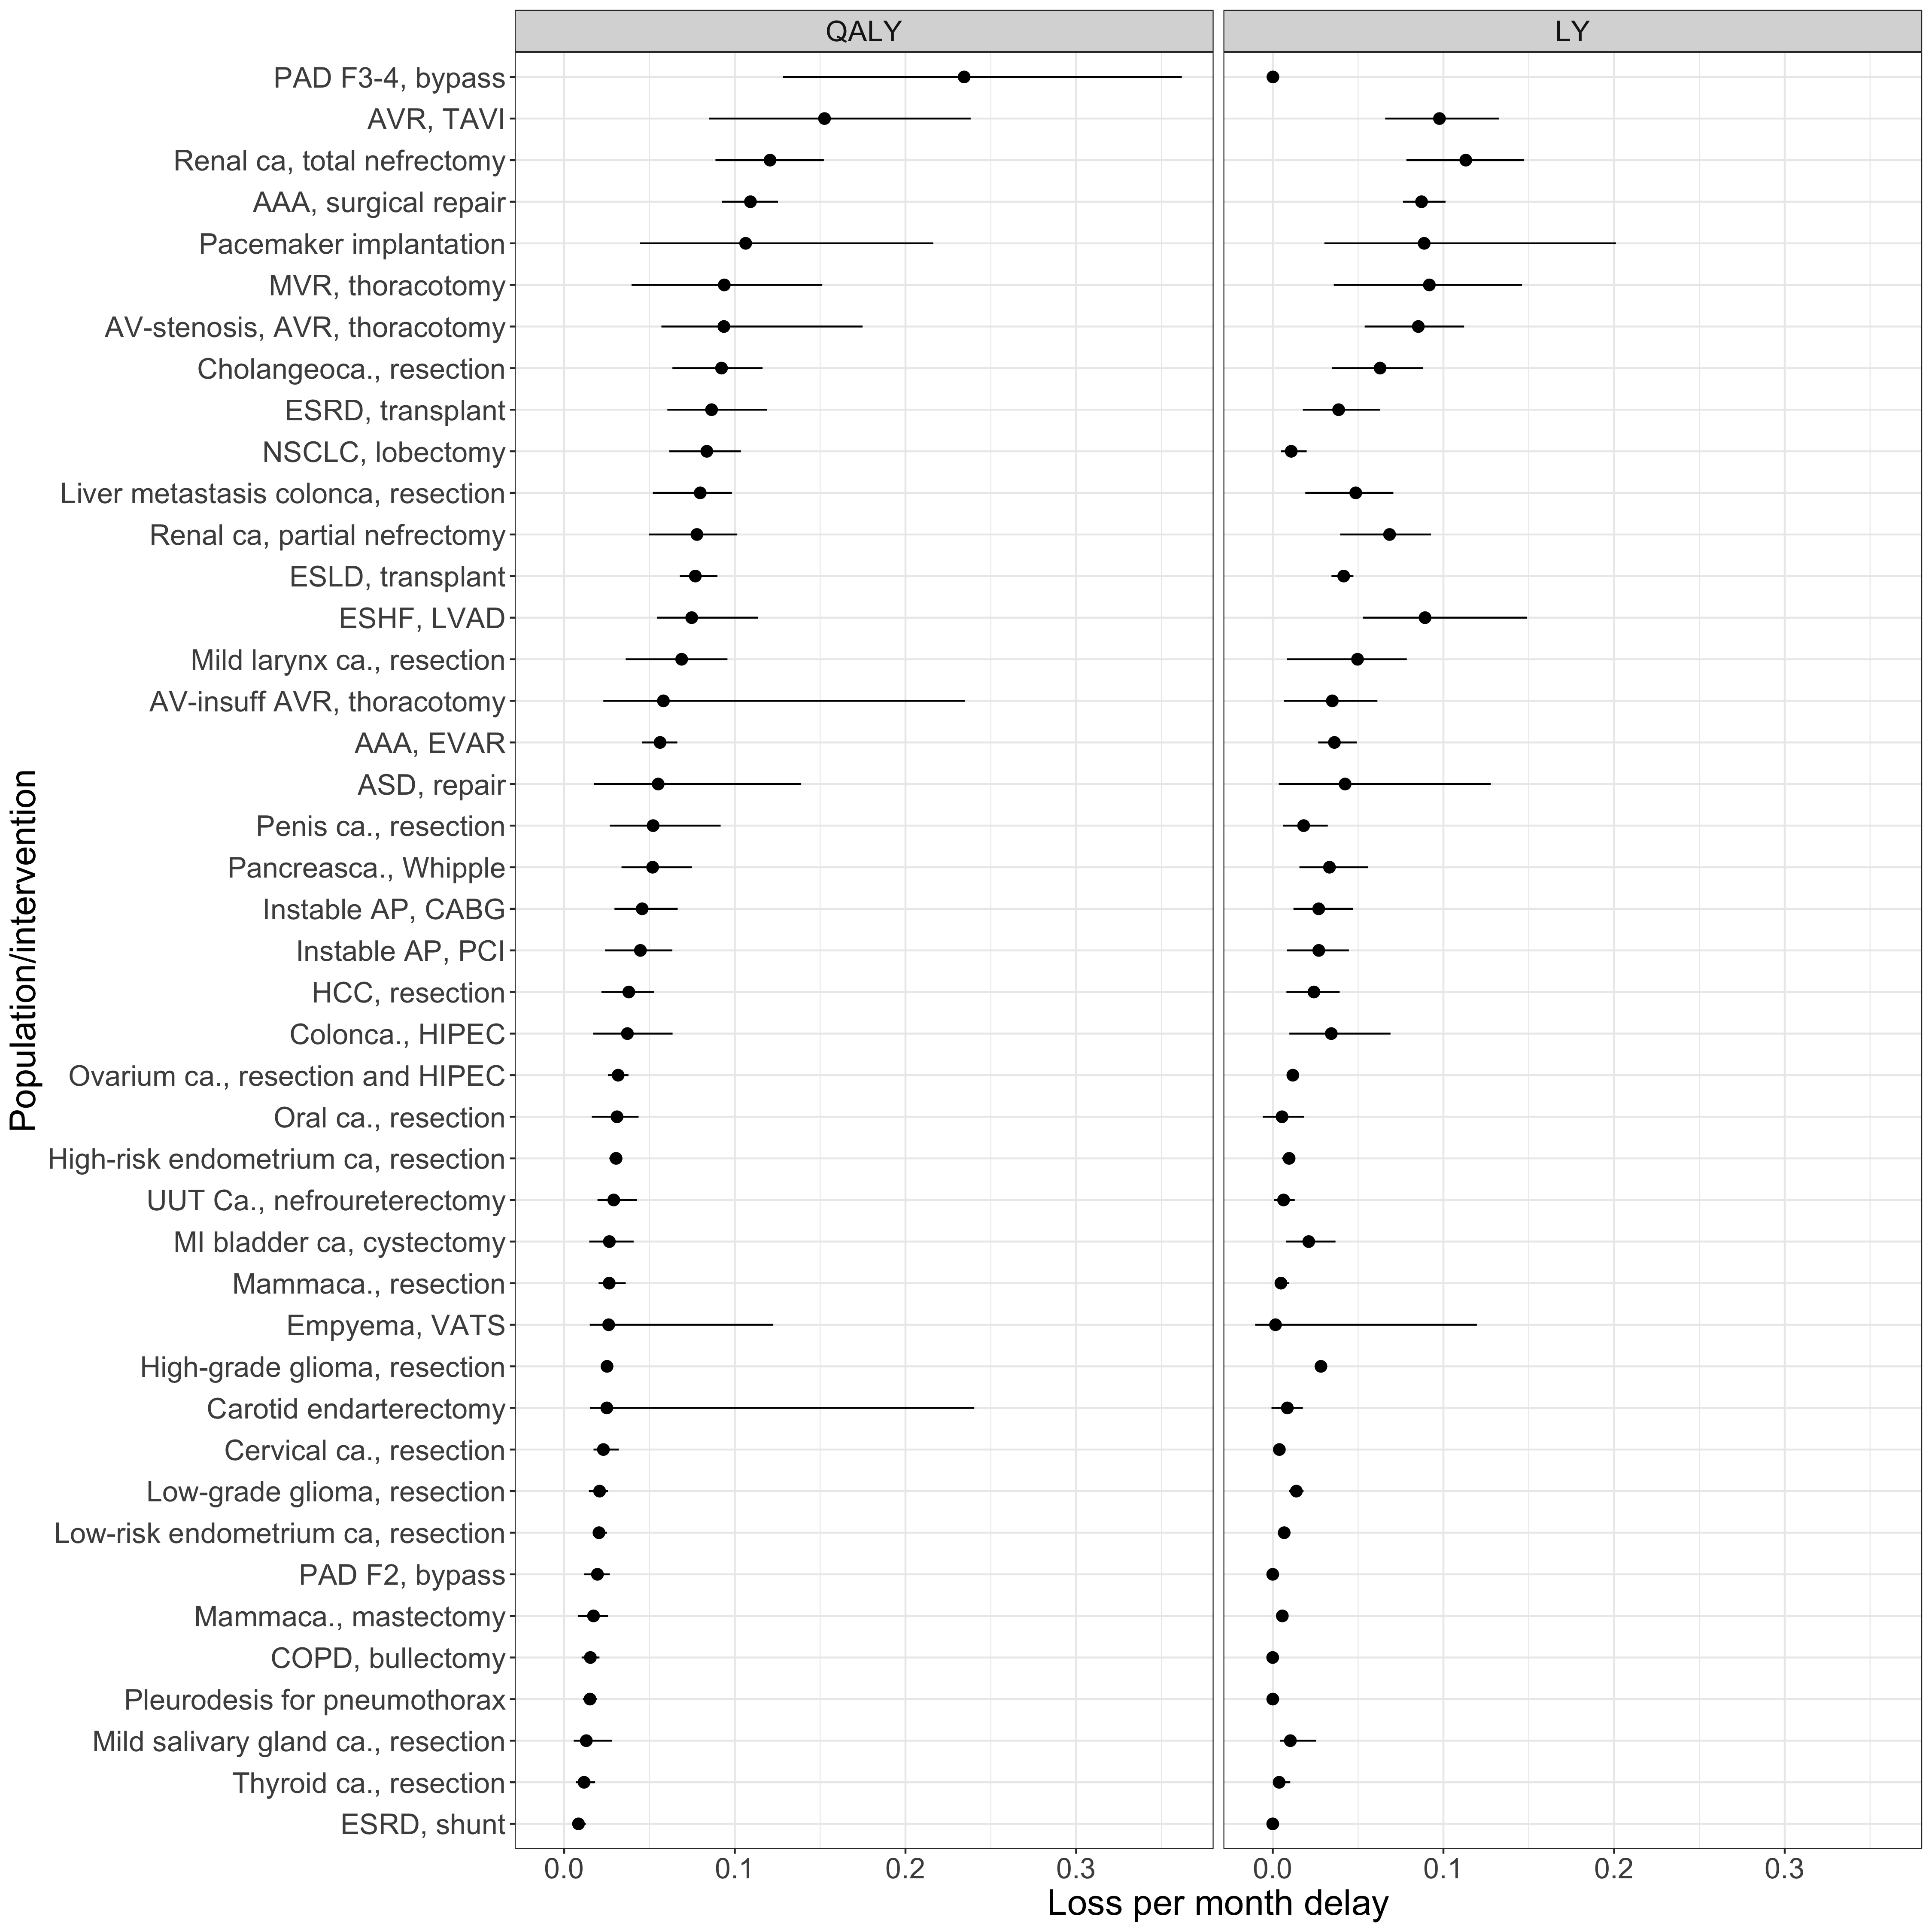 QALY
LY
Population/intervention
PAD F3-4, bypass
AVR, TAVI
Renal ca, total nefrectomy
AAA, surgical repair
Pacemaker implantation
MVR, thoracotomy
AV-stenosis, AVR, thoracotomy
Cholangeoca., resection
ESRD, transplant
NSCLC, lobectomy
Liver metastasis colonca, resection
Renal ca, partial nefrectomy
ESLD, transplant
ESHF, LVAD
Mild larynx ca., resection
AV-insuff AVR, thoracotomy
AAA, EVAR
ASD, repair
Penis ca., resection
Pancreasca., Whipple
Instable AP, CABG
Instable AP, PCI
HCC, resection
Colonca., HIPEC
Ovarium ca., resection and HIPEC
Oral ca., resection
High-risk endometrium ca, resection
UUT Ca., nefroureterectomy
MI bladder ca, cystectomy
Mammaca., resection
Empyema, VATS
High-grade glioma, resection
Carotid endarterectomy
Cervical ca., resection
Low-grade glioma, resection
Low-risk endometrium ca, resection
PAD F2, bypass
Mammaca., mastectomy
COPD, bullectomy
Pleurodesis for pneumothorax
Mild salivary gland ca., resection
Thyroid ca., resection
ESRD, shunt
0.0 0.1 0.2 0.3
0.0 0.1 0.2 0.3
Loss per month delay